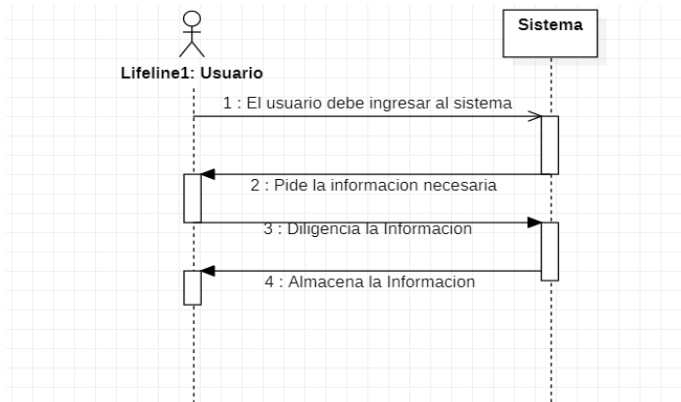 Sistema
Lifeline1: Usuario
1 : El usuario debe ingresar al sistema
2 : Pide la informacion necesaria
3 : Diligencia la Informacion
4 : Almacena la Informacion